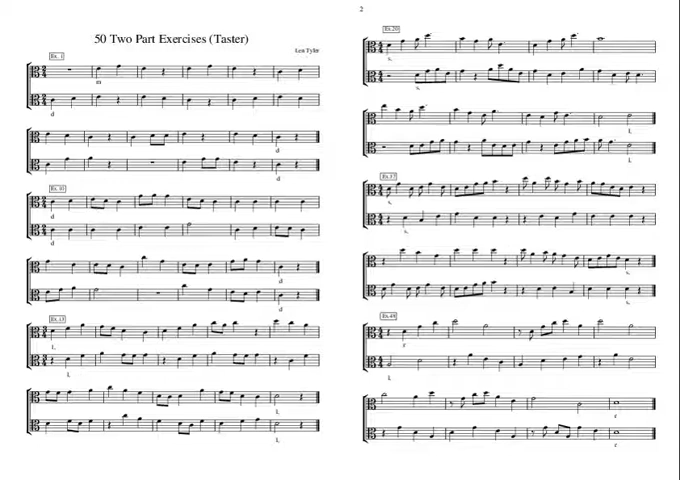 50 Two Part Exercises (Taster)
Len Tyler
Ex. 1
m
d
d
d
Ex.10
d
d
d
d
Ex.13
L
L
L
L
2
Ex.20
s,
s,
L
L
Ex.37
s,
s,
s,
s,
Ex.48
r
L
r
r